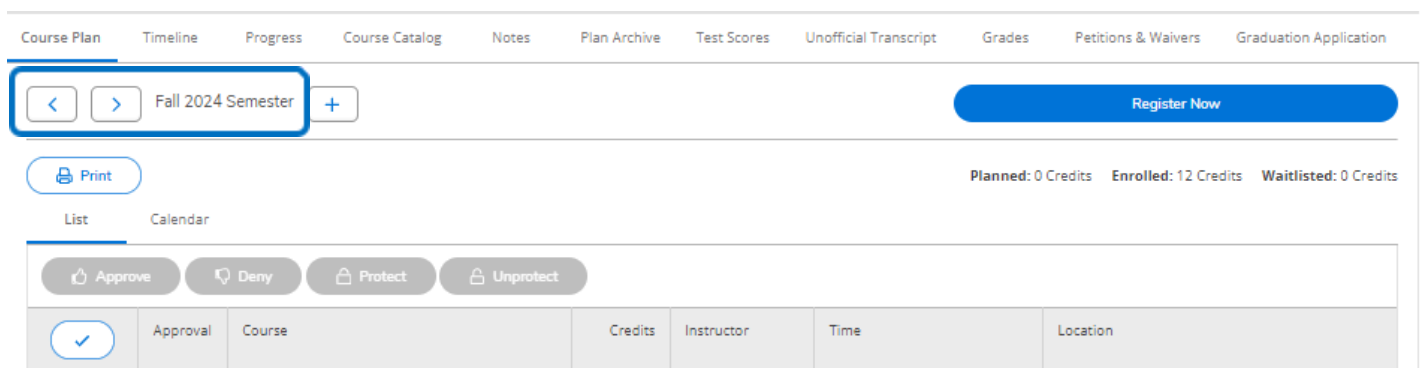 Course Plan Timeline Progress Course Catalog Notes Plan Archive Test Scores Unofficial Transcript Grades Petitions & Waivers Graduation Application
Fall 2024 Semester + Register Now
Print Planned: 0 Credits Enrolled: 12 Credits Waitlisted: 0 Credits
List Calendar
Approve Deny Protect Unprotect
Approval Course Credits Instructor Time Location